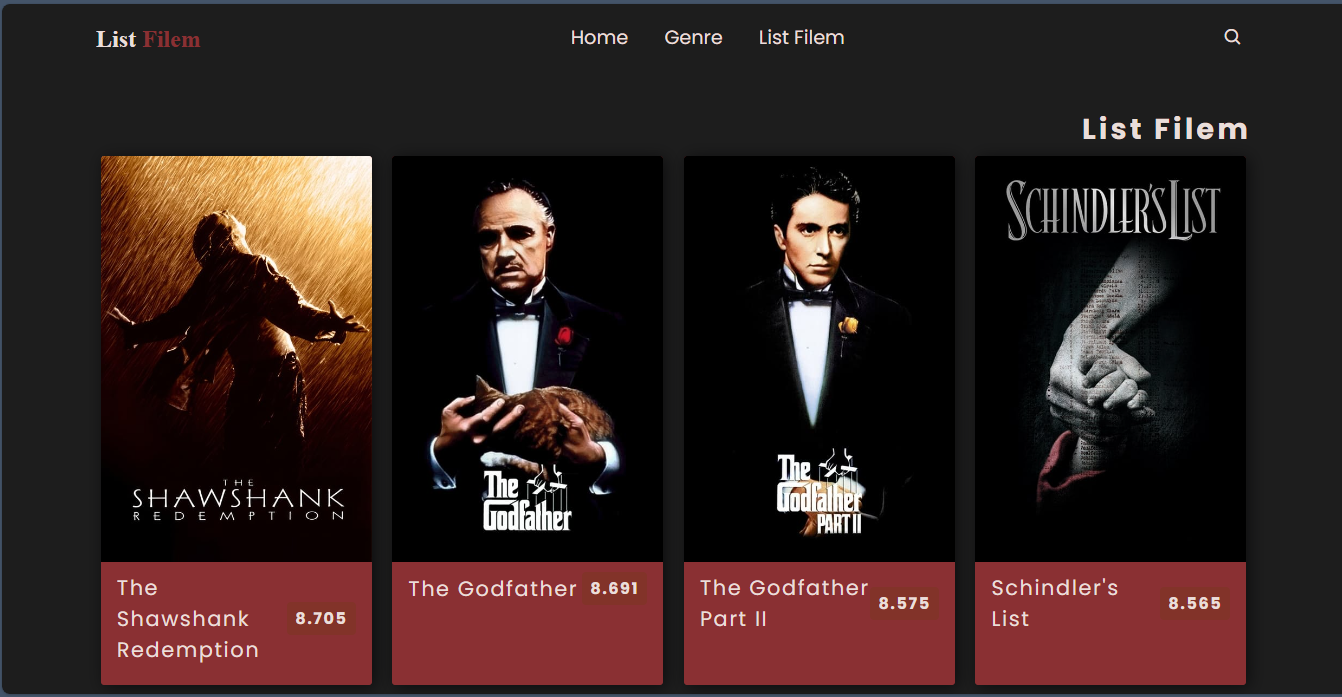 List Filem
Home
Genre
List Filem
List Filem
THE
SHAWSHANK
REDEMPTION
The
Shawshank
Redemption
8.705
The
Godfather
The Godfather
8.691
The
Godfather
PART II
The Godfather
Part II
8.575
SCHINDLER'S LIST
Schindler's
List
8.565